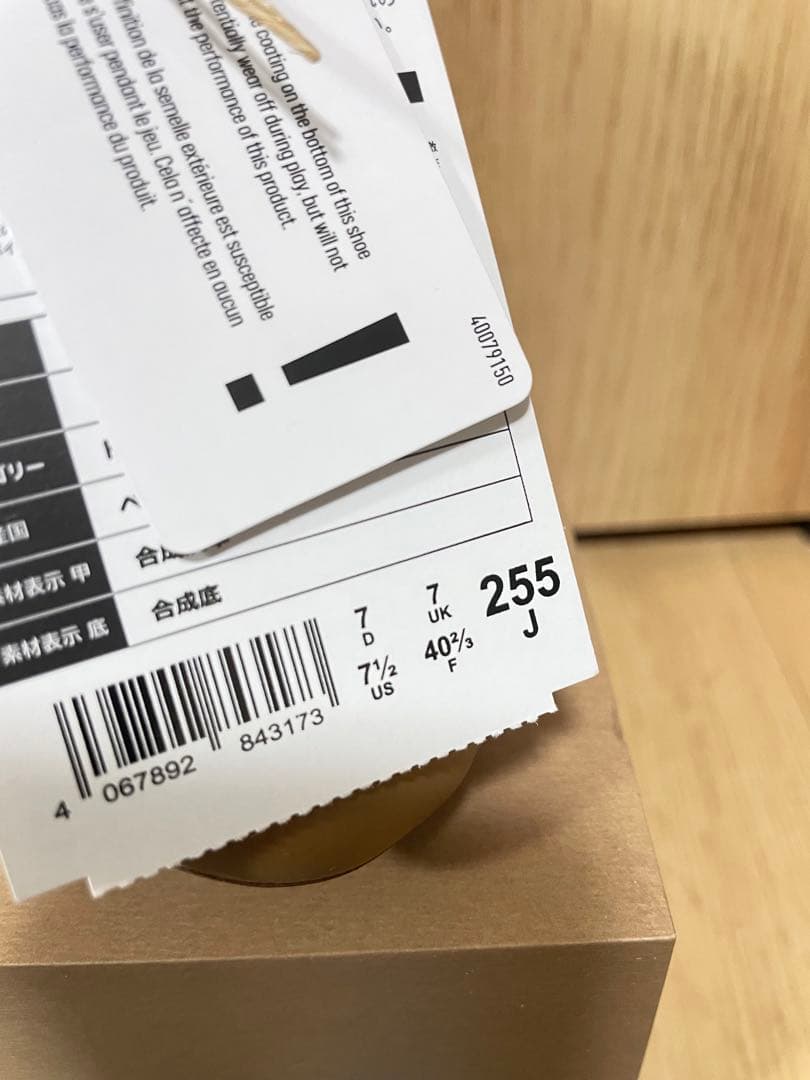 coating on the bottom of this shoe
wear off during play, but will not
the performance of this product.
de la semelle extérieure est susceptible
s'user pendant le jeu. Cela n'affecte en aucun
la performance du produit.
!
40079150
ゴリー
国
素材表示 甲
合成
素材表示 底
合成底
7
D
7
UK
255
J
7½
US
40⅔
F
4 067892 843173